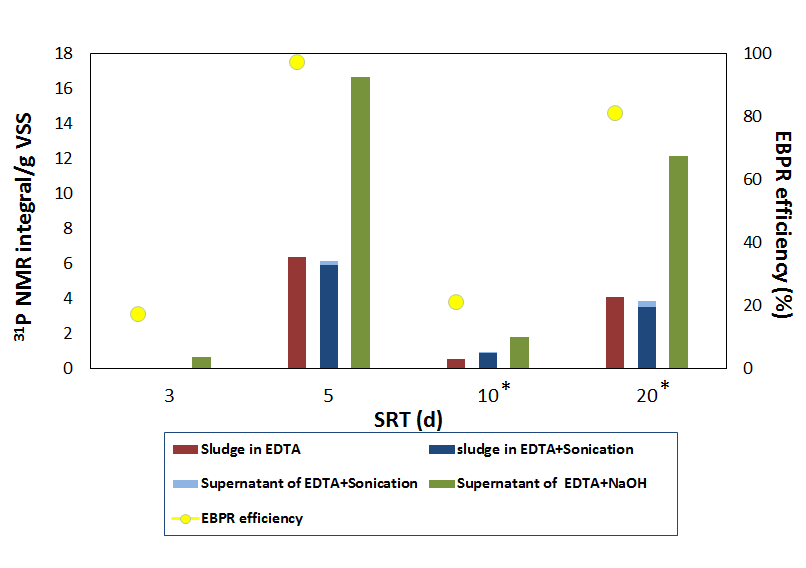 18
16
14
12
10
8
6
4
2
0
³¹P NMR integral/g VSS
100
80
60
40
20
0
EBPR efficiency (%)
3 5 10* 20*
SRT (d)
Sludge in EDTA sludge in EDTA+Sonication
Supernatant of EDTA+Sonication Supernatant of EDTA+NaOH
EBPR efficiency